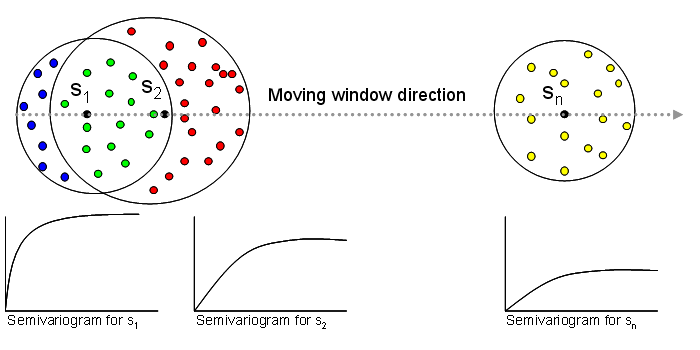 s1
s2
sn
Moving window direction
Semivariogram for s1
Semivariogram for s2
Semivariogram for sn